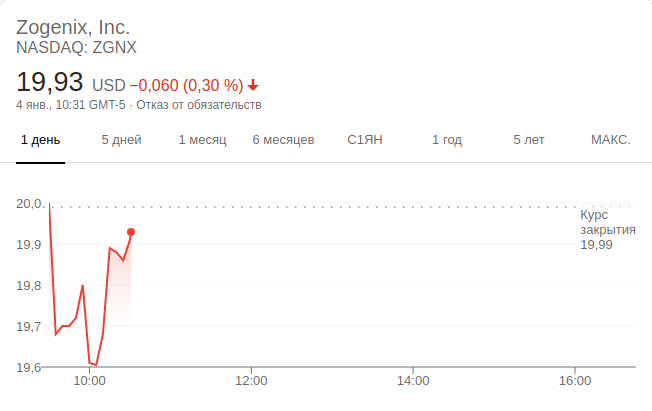 Zogenix, Inc.
NASDAQ: ZGNX
19,93 USD −0,060 (0,30 %)
4 янв., 10:31 GMT-5 · Отказ от обязательств
1 день 5 дней 1 месяц 6 месяцев С1ЯН 1 год 5 лет МАКС.
20,0
Курс
закрытия
19,99
19,9
19,8
19,7
19,6
10:00 12:00 14:00 16:00